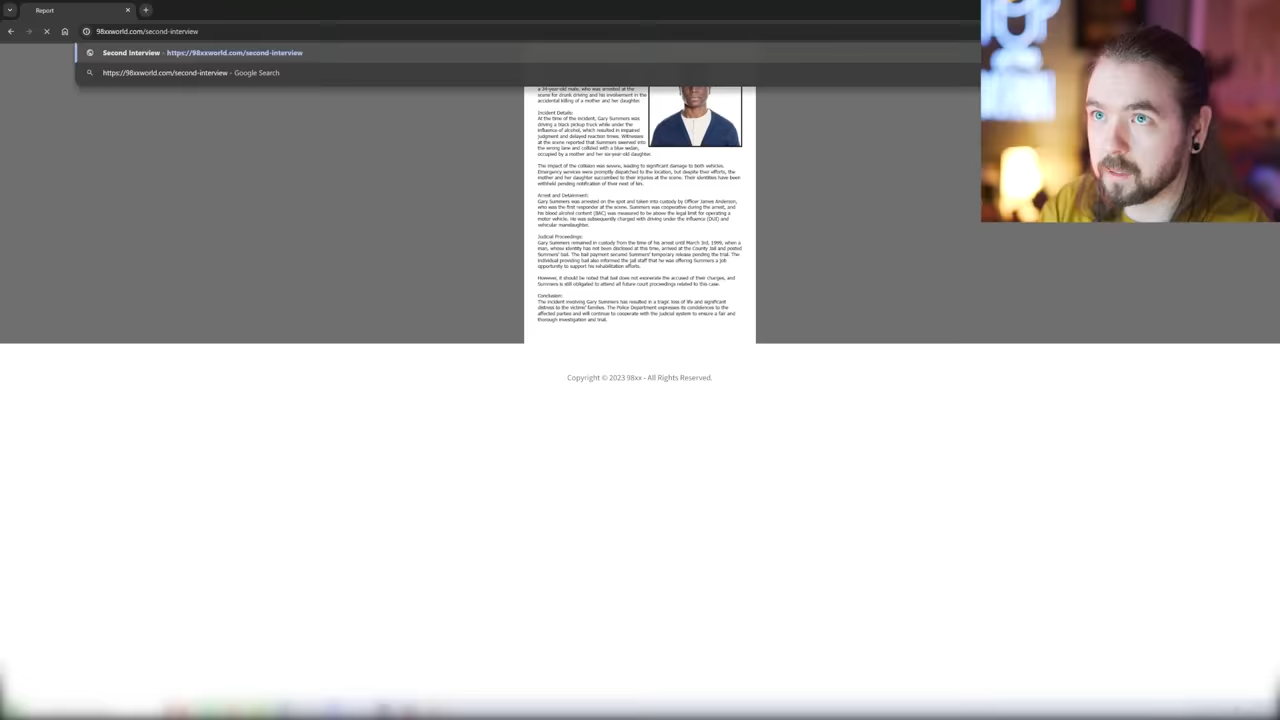 Report
98xxworld.com/second-interview
Second Interview - https://98xxworld.com/second-interview
https://98xxworld.com/second-interview - Google Search
a 34-year-old male, who was arrested at the
scene for drunk driving and his involvement in the
accidental killing of a mother and her daughter.
Incident Details:
At the time of the incident, Gary Summers was
driving a black pickup truck while under the
influence of alcohol, which resulted in impaired
judgment and delayed reaction times. Witnesses
at the scene reported that Summers swerved into
the wrong lane and collided with a blue sedan,
occupied by a mother and her six-year-old daughter.
The impact of the collision was severe, leading to significant damage to both vehicles.
Emergency services were promptly dispatched to the location, but despite their efforts, the
mother and her daughter succumbed to their injuries at the scene. Their identities have been
withheld pending notification of their next of kin.
Arrest and Detainment:
Gary Summers was arrested on the spot and taken into custody by Officer James Anderson,
who was the first responder at the scene. Summers was cooperative during the arrest, and
his blood alcohol content (BAC) was measured to be above the legal limit for operating a
motor vehicle. He was subsequently charged with driving under the influence (DUI) and
vehicular manslaughter.
Judicial Proceedings:
Gary Summers remained in custody from the time of his arrest until March 3rd, 1999, when a
man, whose identity has not been disclosed at this time, arrived at the County Jail and posted
Summers' bail. The bail payment secured Summers' temporary release pending the trial. The
individual providing bail also informed the jail staff that he was offering Summers a job
opportunity to support his rehabilitation efforts.
However, it should be noted that bail does not exonerate the accused of their charges, and
Summers is still obligated to attend all future court proceedings related to this case.
Conclusion:
The incident involving Gary Summers has resulted in a tragic loss of life and significant
distress to the victims' families. The Police Department expresses its condolences to the
affected parties and will continue to cooperate with the judicial system to ensure a fair and
thorough investigation and trial.
Copyright © 2023 98xx - All Rights Reserved.